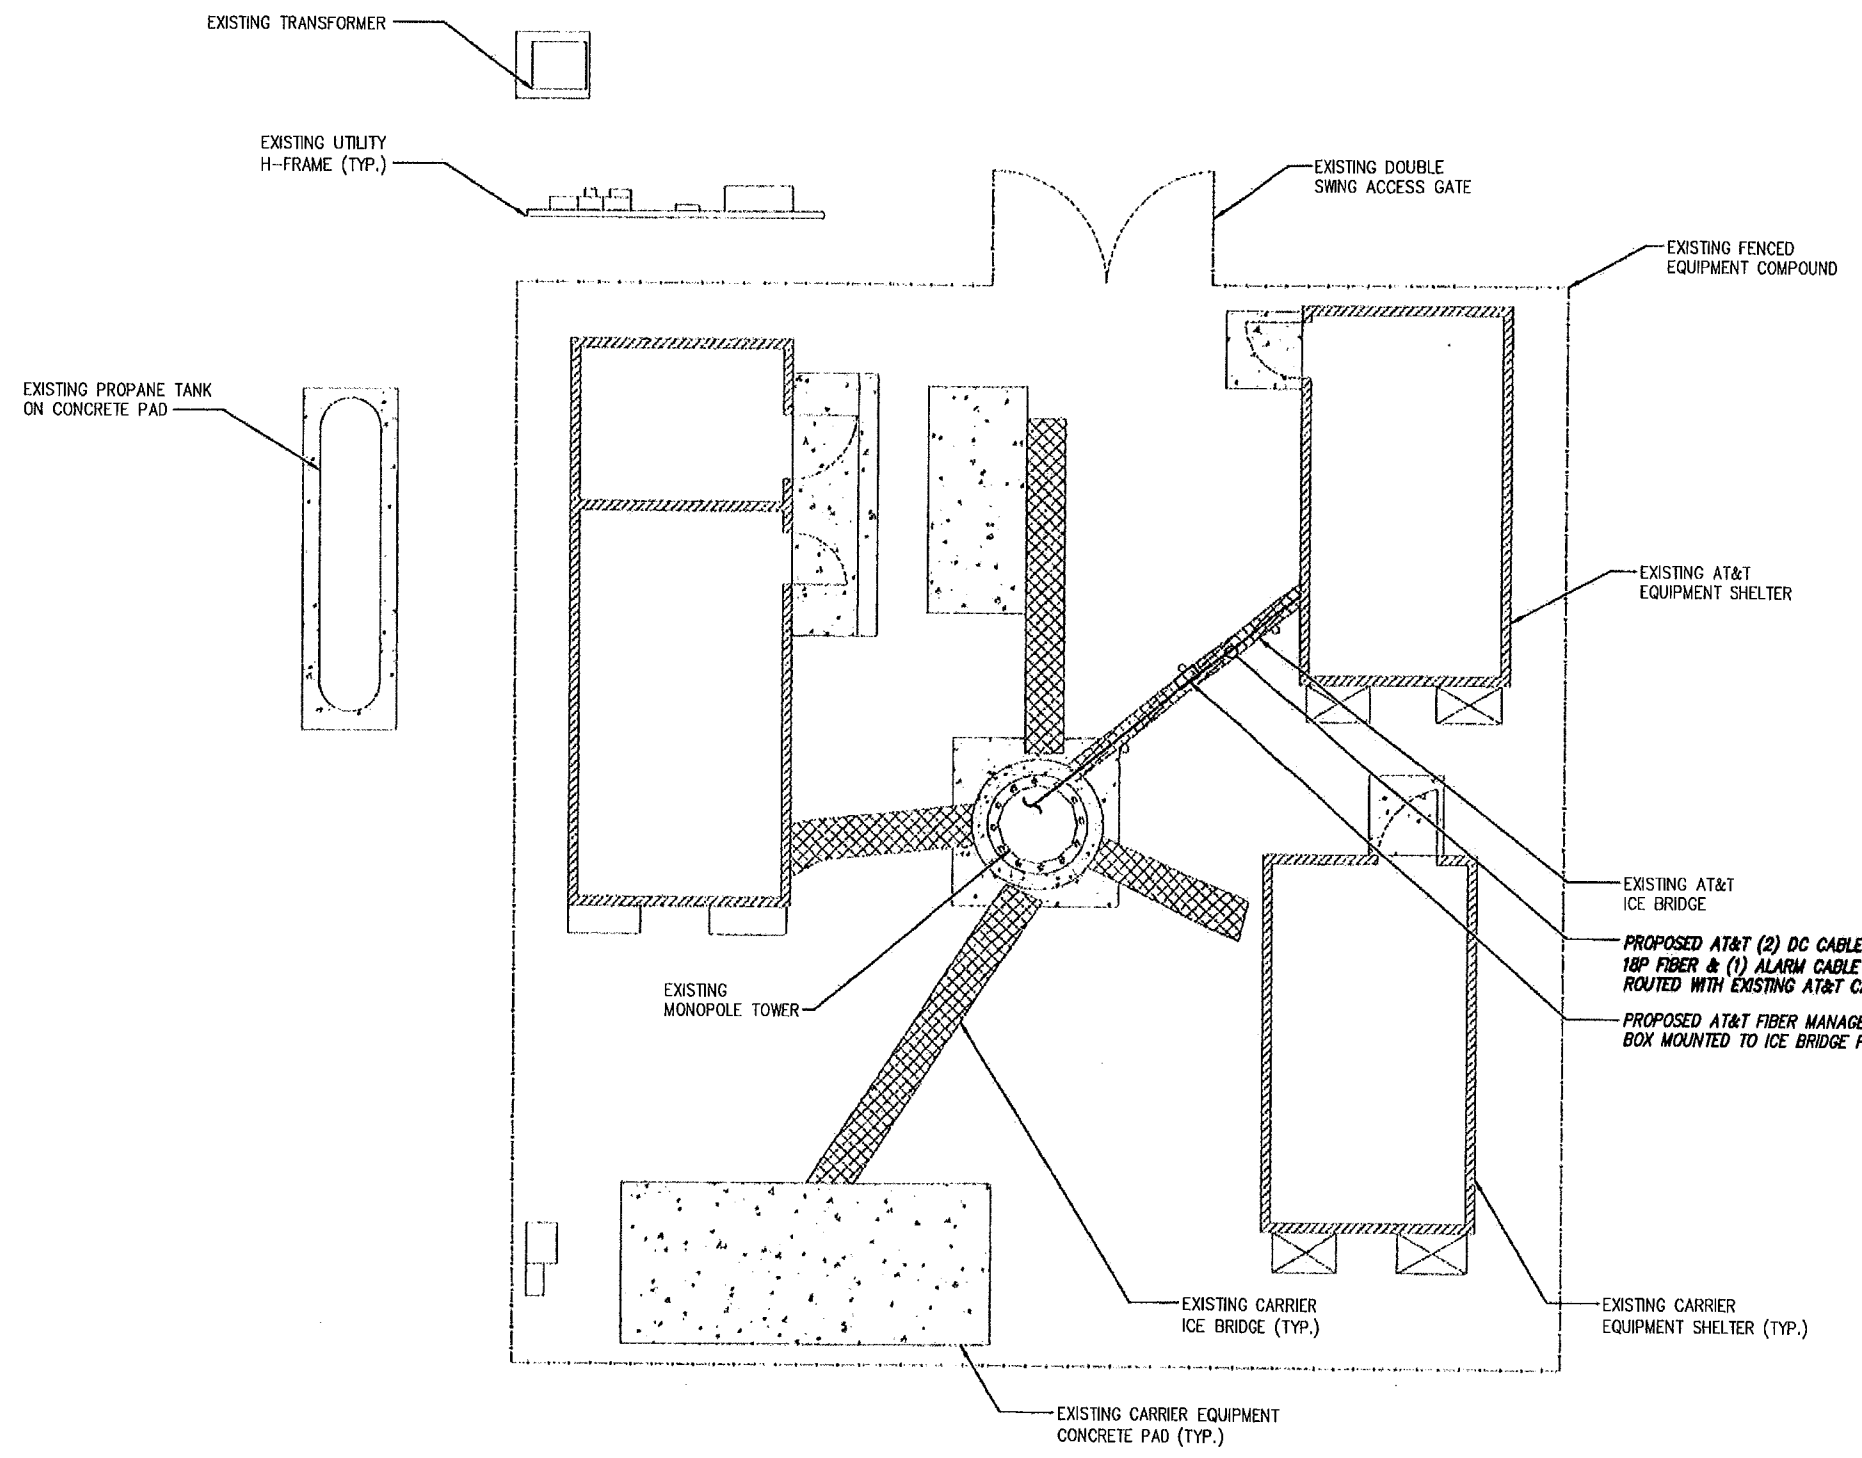 EXISTING TRANSFORMER
EXISTING UTILITY
H-FRAME (TYP.)
EXISTING DOUBLE
SWING ACCESS GATE
EXISTING FENCED
EQUIPMENT COMPOUND
EXISTING PROPANE TANK
ON CONCRETE PAD
EXISTING AT&T
EQUIPMENT SHELTER
EXISTING AT&T
ICE BRIDGE
PROPOSED AT&T (2) DC CABLE
18P FIBER & (1) ALARM CABLE
ROUTED WITH EXISTING AT&T
PROPOSED AT&T FIBER
BOX MOUNTED TO ICE BRIDGE
EXISTING
MONOPOLE TOWER
EXISTING CARRIER
ICE BRIDGE (TYP.)
EXISTING CARRIER
EQUIPMENT SHELTER (TYP.)
EXISTING CARRIER EQUIPMENT
CONCRETE PAD (TYP.)